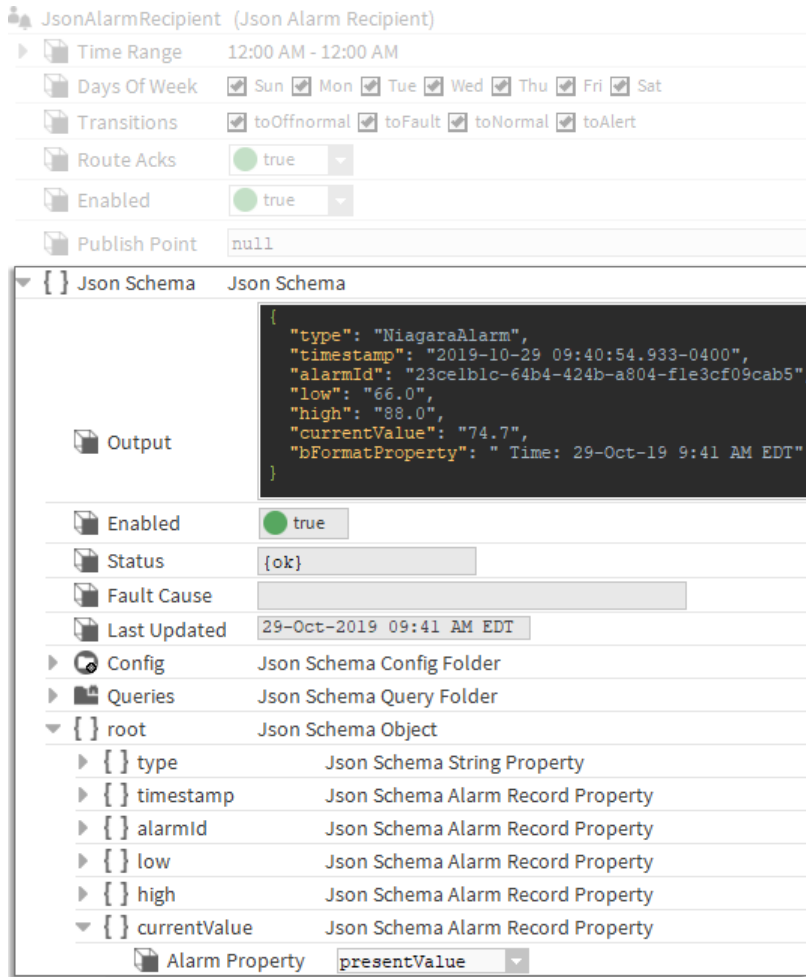 JsonAlarmRecipient (Json Alarm Recipient)
Time Range 12:00 AM - 12:00 AM
Days Of Week Sun Mon Tue Wed Thu Fri Sat
Transitions toOffnormal toFault toNormal toAlert
Route Acks true
Enabled true
Publish Point null
{ } Json Schema Json Schema
{
"type": "NiagaraAlarm",
"timestamp": "2019-10-29 09:40:54.933-0400",
"alarmId": "23ce1b1c-64b4-424b-a804-f1e3cf09cab5"
"low": "66.0",
"high": "88.0",
"currentValue": "74.7",
Output
"bFormatProperty": " Time: 29-Oct-19 9:41 AM EDT"
}
Enabled true
Status {ok}
Fault Cause
Last Updated 29-Oct-2019 09:41 AM EDT
Config Json Schema Config Folder
Queries Json Schema Query Folder
{ } root Json Schema Object
{ } type Json Schema String Property
{ } timestamp Json Schema Alarm Record Property
{ } alarmId Json Schema Alarm Record Property
{ } low Json Schema Alarm Record Property
{ } high Json Schema Alarm Record Property
{ } currentValue Json Schema Alarm Record Property
Alarm Property presentValue